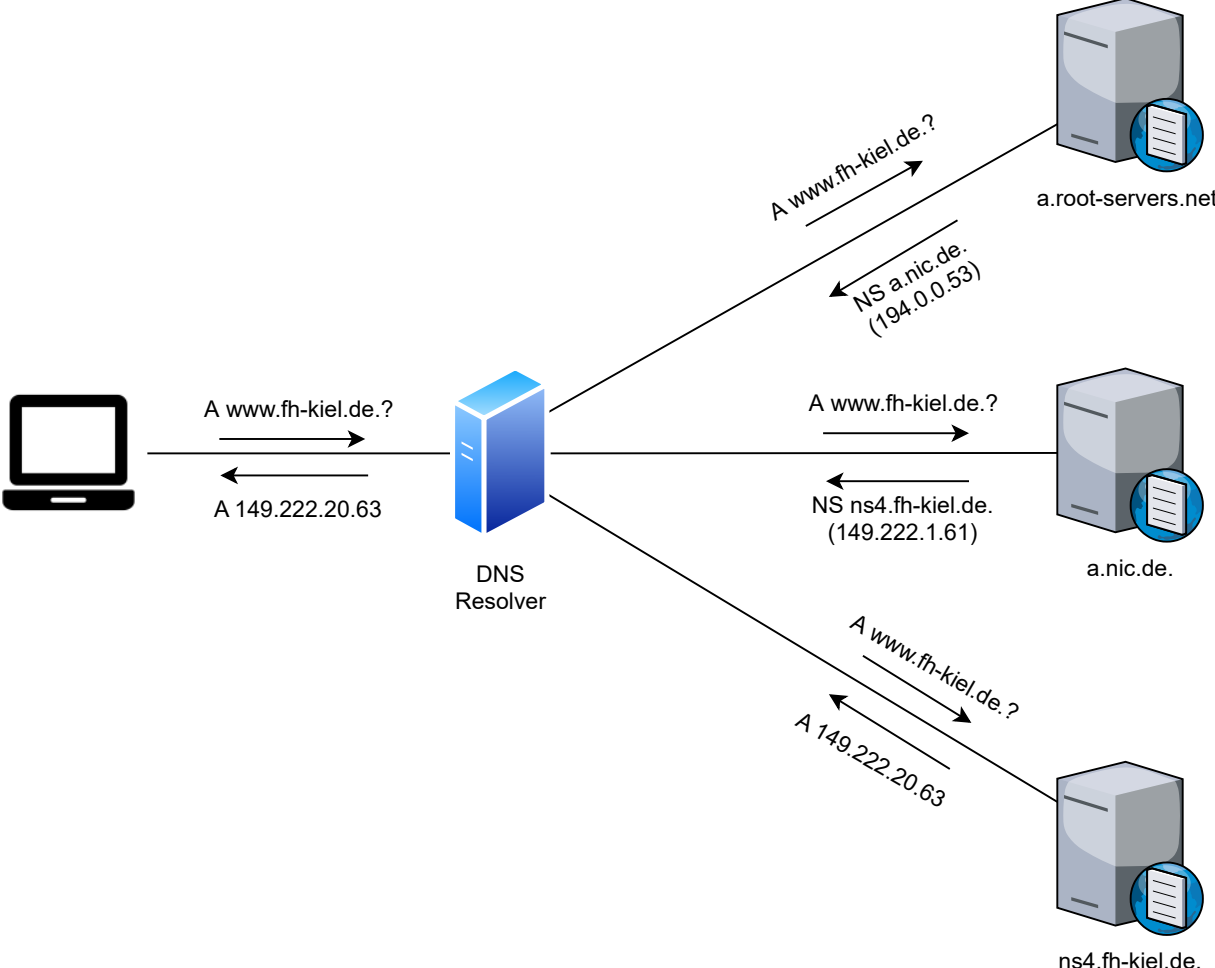 A www.fh-kiel.de.?
NS a.nic.de.
(194.0.0.53)
a.root-servers.net
A www.fh-kiel.de.?
A 149.222.20.63
DNS
Resolver
A www.fh-kiel.de.?
NS ns4.fh-kiel.de.
(149.222.1.61)
a.nic.de.
A www.fh-kiel.de.?
A 149.222.20.63
ns4.fh-kiel.de.